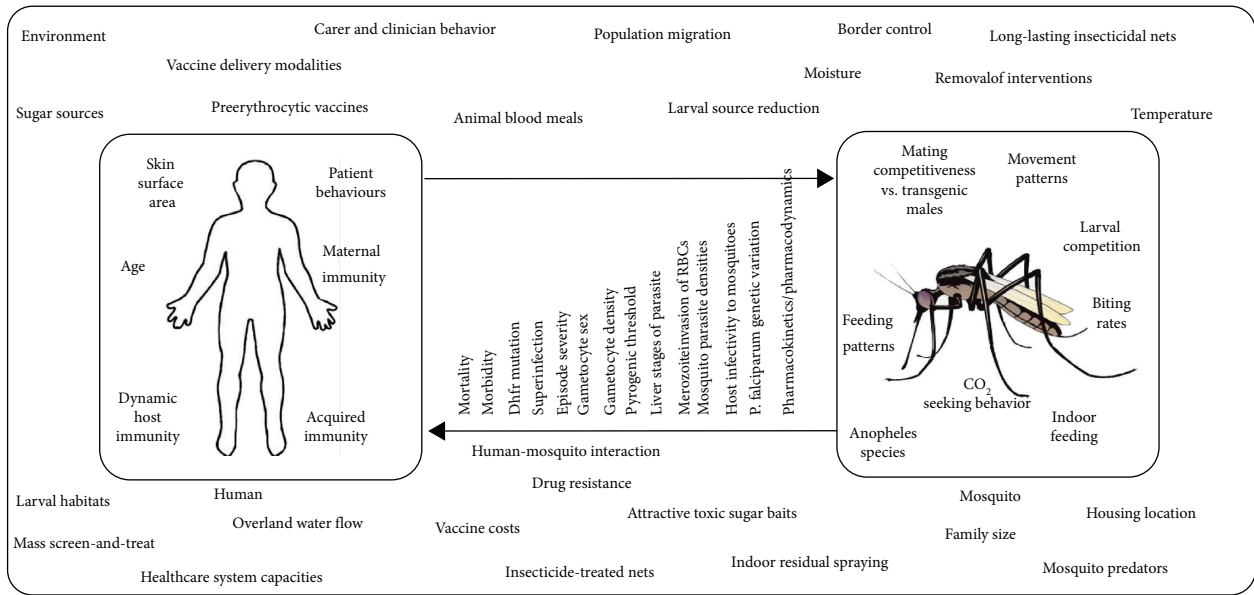 Environment
Carer and clinician behavior
Population migration
Border control
Long-lasting insecticidal nets
Vaccine delivery modalities
Moisture
Removalof interventions
Sugar sources
Preerythrocytic vaccines
Animal blood meals
Larval source reduction
Temperature
Skin
surface
area
Patient
behaviours
Age
Maternal
immunity
Dynamic
host
immunity
Acquired
immunity
Mortality
Morbidity
Dhfr mutation
Superinfection
Episode severity
Gametocyte sex
Gametocyte density
Pyrogenic threshold
Liver stages of parasite
Merozoiteinvasion of RBCs
Mosquito parasite densities
Host infectivity to mosquitoes
P. falciparum genetic variation
Pharmacokinetics/pharmacodynamics
Mating
competitiveness
vs. transgenic
males
Movement
patterns
Larval
competition
Biting
rates
Feeding
patterns
CO2
seeking behavior
Indoor
feeding
Anopheles
species
Human-mosquito interaction
Drug resistance
Larval habitats
Human
Overland water flow
Vaccine costs
Attractive toxic sugar baits
Mosquito
Housing location
Family size
Mass screen-and-treat
Healthcare system capacities
Insecticide-treated nets
Indoor residual spraying
Mosquito predators